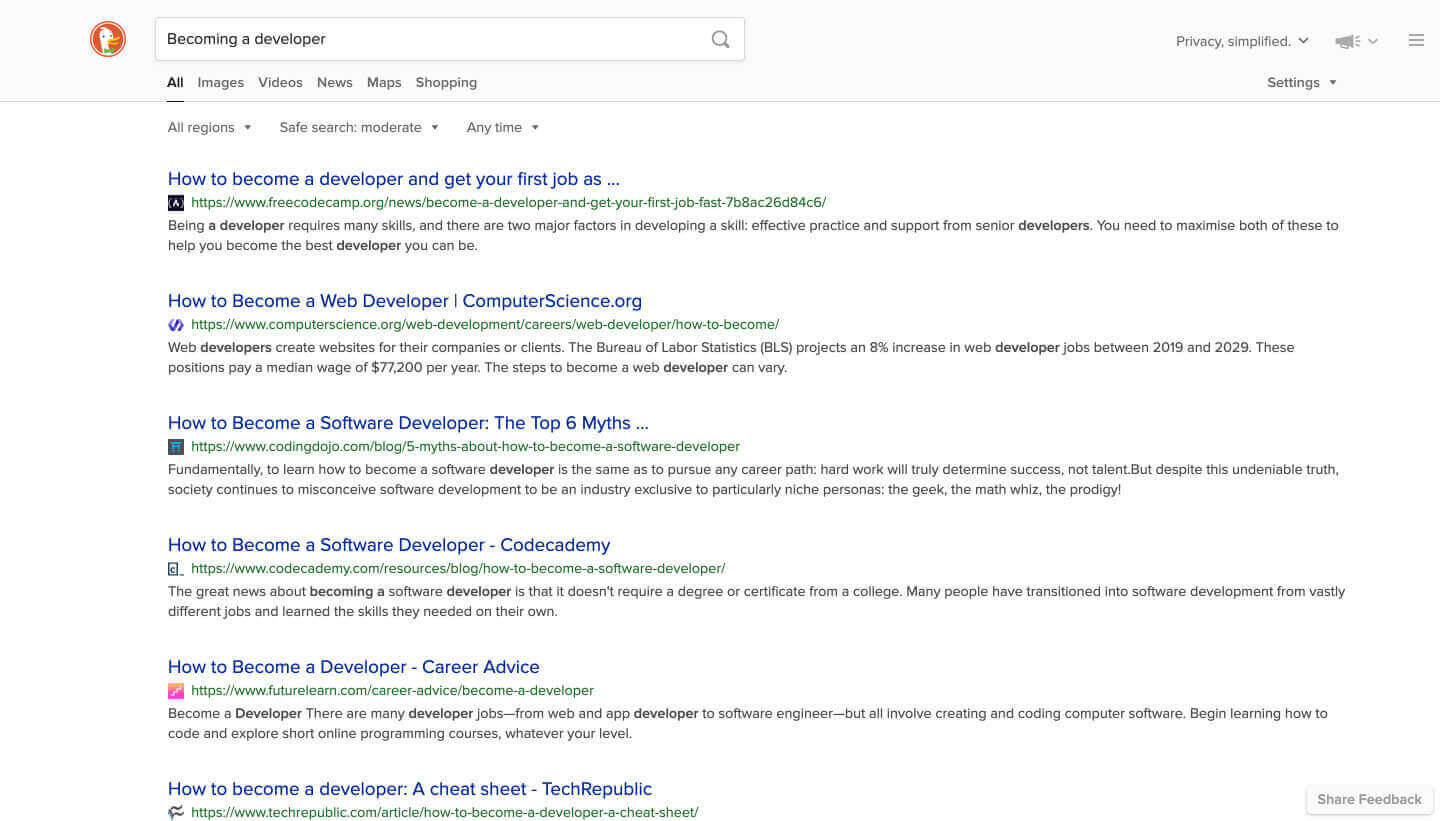 Becoming a developer
Privacy, simplified.
All Images Videos News Maps Shopping
Settings
All regions Safe search: moderate Any time
How to become a developer and get your first job as ...
https://www.freecodecamp.org/news/become-a-developer-and-get-your-first-job-fast-7b8ac26d84c6/
Being a developer requires many skills, and there are two major factors in developing a skill: effective practice and support from senior developers. You need to maximise both of these to
help you become the best developer you can be.
How to Become a Web Developer | ComputerScience.org
https://www.computerscience.org/web-development/careers/web-developer/how-to-become/
Web developers create websites for their companies or clients. The Bureau of Labor Statistics (BLS) projects an 8% increase in web developer jobs between 2019 and 2029. These
positions pay a median wage of $77,200 per year. The steps to become a web developer can vary.
How to Become a Software Developer: The Top 6 Myths ...
https://www.codingdojo.com/blog/5-myths-about-how-to-become-a-software-developer
Fundamentally, to learn how to become a software developer is the same as to pursue any career path: hard work will truly determine success, not talent.But despite this undeniable truth,
society continues to misconceive software development to be an industry exclusive to particularly niche personas: the geek, the math whiz, the prodigy!
How to Become a Software Developer - Codecademy
https://www.codecademy.com/resources/blog/how-to-become-a-software-developer/
The great news about becoming a software developer is that it doesn't require a degree or certificate from a college. Many people have transitioned into software development from vastly
different jobs and learned the skills they needed on their own.
How to Become a Developer - Career Advice
https://www.futurelearn.com/career-advice/become-a-developer
Become a Developer There are many developer jobs—from web and app developer to software engineer—but all involve creating and coding computer software. Begin learning how to
code and explore short online programming courses, whatever your level.
How to become a developer: A cheat sheet - TechRepublic
https://www.techrepublic.com/article/how-to-become-a-developer-a-cheat-sheet/
Share Feedback